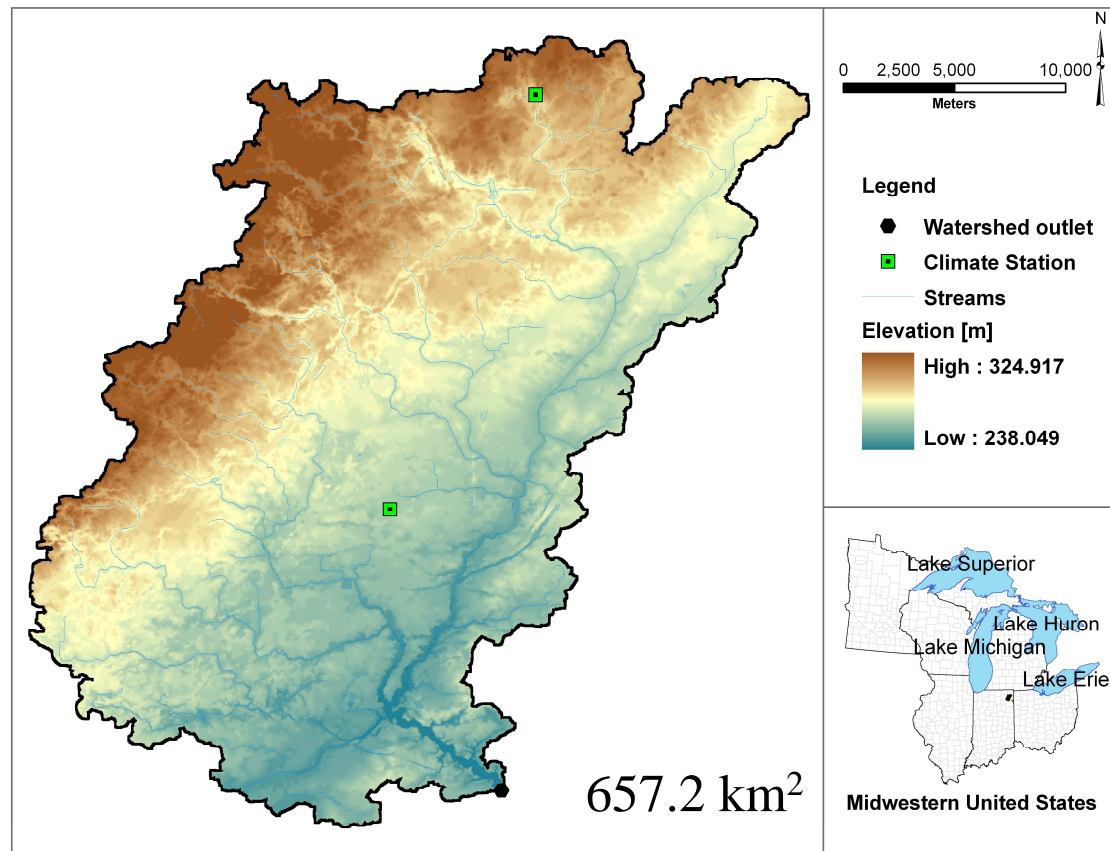 657.2 km²
N
0 2,500 5,000 10,000
Meters
Legend
Watershed outlet
Climate Station
Streams
Elevation [m]
High : 324.917
Low : 238.049
Lake Superior
Lake Huron
Lake Michigan
Lake Erie
Midwestern United States